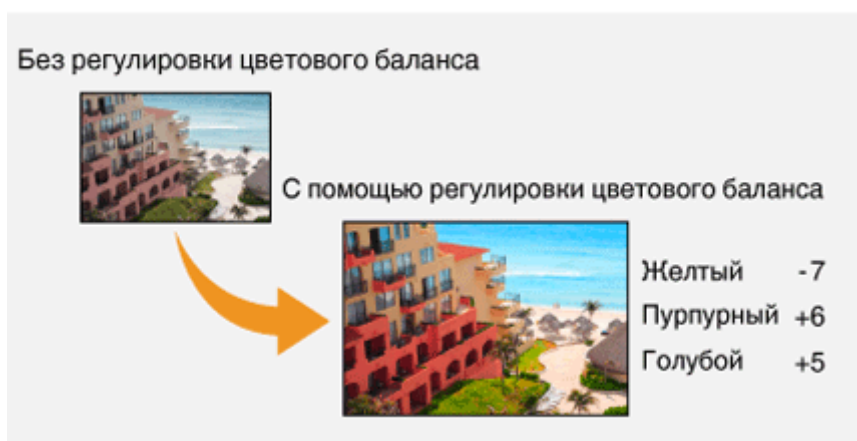 Без регулировки цветового баланса
С помощью регулировки цветового баланса
Желтый -7
Пурпурный +6
Голубой +5